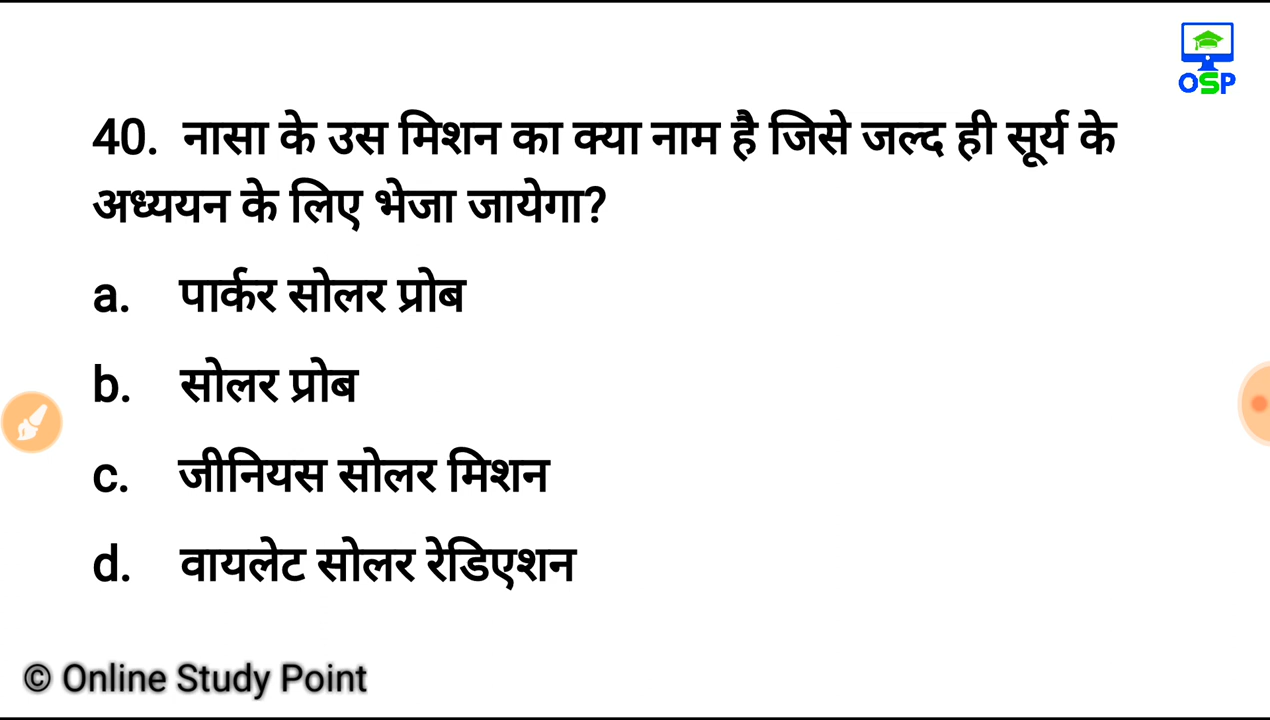 OSP
40. नासा के उस मिशन का क्या नाम है जिसे जल्द ही सूर्य के
अध्ययन के लिए भेजा जायेगा?
a. पार्कर सोलर प्रोब
b. सोलर प्रोब
c. जीनियस सोलर मिशन
d. वायलेट सोलर रेडिएशन
© Online Study Point